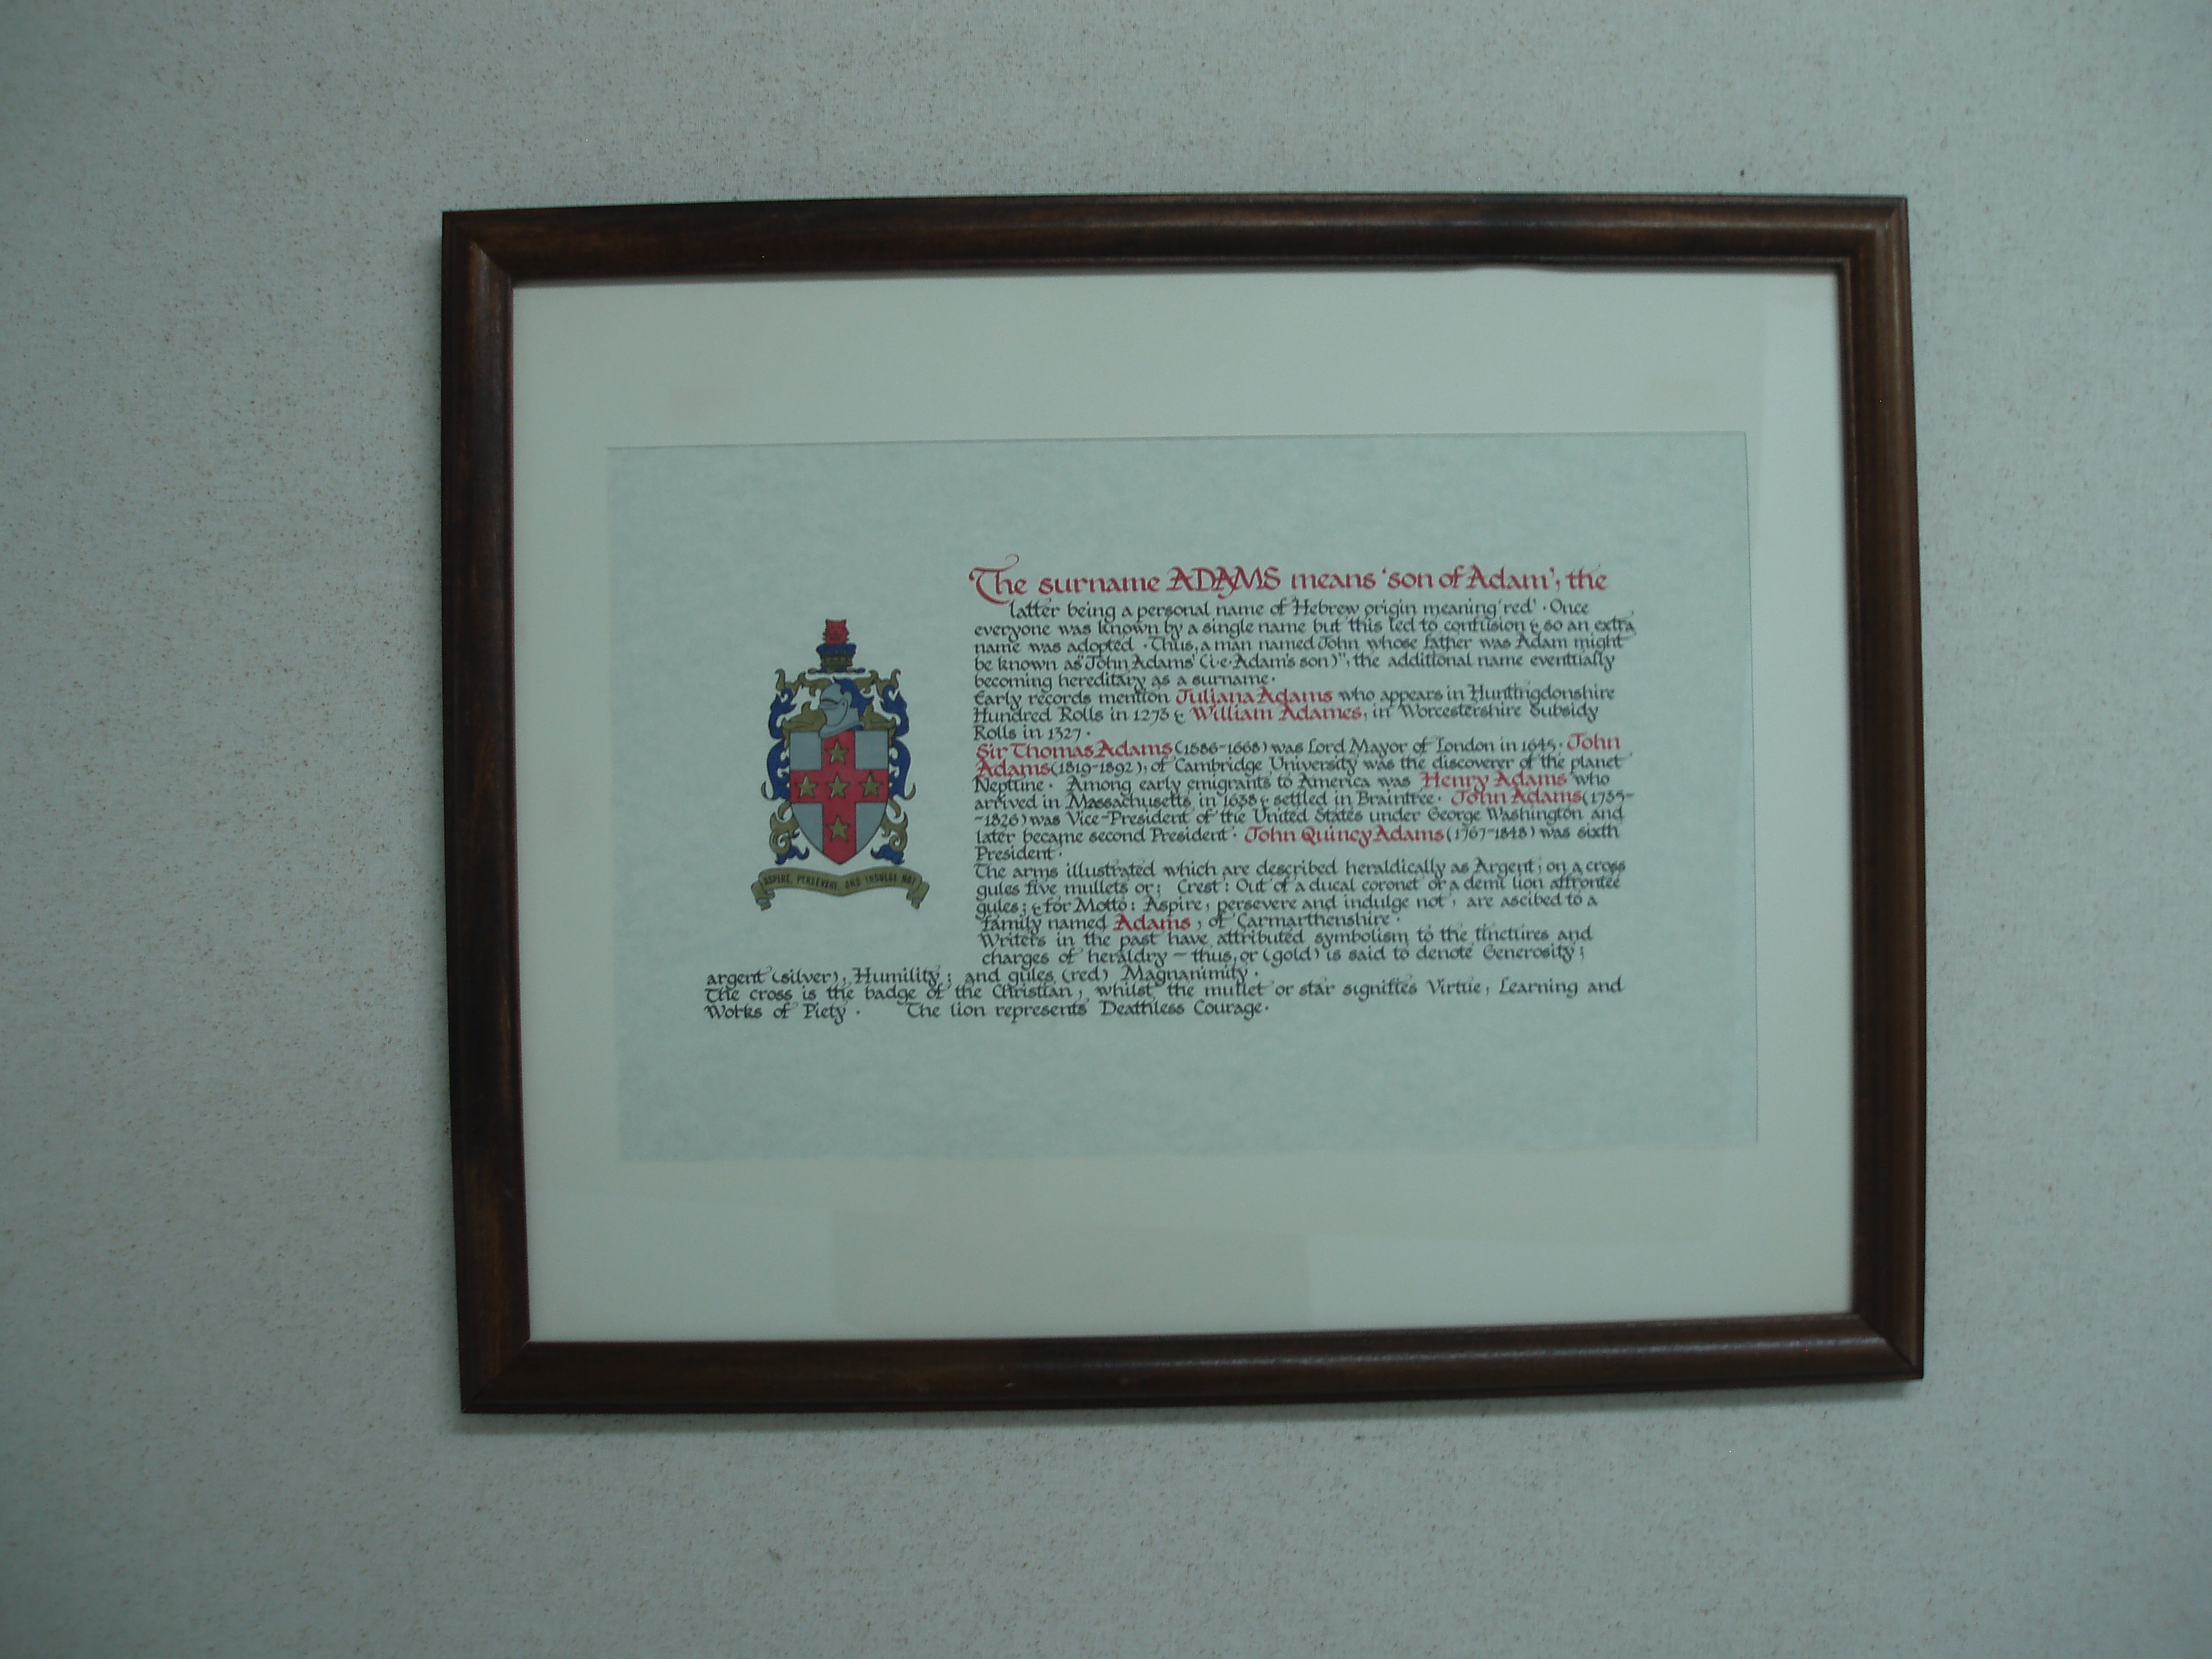 The surname ADAMS means 'son of Adam'; the
latter being a personal name of Hebrew origin meaning 'red'. Once
everyone was known by a single name but this led to confusion & so an extra
name was adopted. Thus, a man named John whose father was Adam might
be known as "John Adams' (i·e·Adam's son)", the additional name eventually
becoming hereditary as a surname.
Early records mention Juliana Adams who appears in Huntingdonshire
Hundred Rolls in 1273 & William Adames, in Worcestershire Subsidy
Rolls in 1327.
Sir Thomas Adams (1586-1668) was Lord Mayor of London in 1645. John
Adams (1819-1892), of Cambridge University was the discoverer of the planet
Neptune. Among early emigrants to America was Henry Adams who
arrived in Massachusetts in 1638 & settled in Braintree. John Adams (1735-
-1826) was Vice-President of the United States under George Washington and
later became second President. John Quincy Adams (1767-1848) was sixth
President.
The arms illustrated which are described heraldically as Argent; on a cross
gules five mullets or; Crest: Out of a ducal coronet or a demi lion affrontée
gules; & for Motto: Aspire, persevere and indulge not, are ascibed to a
family named Adams, of Carmarthenshire.
Writers in the past have attributed symbolism to the tinctures and
charges of heraldry — thus, or (gold) is said to denote Generosity;
argent (silver), Humility; and gules (red) Magnanimity.
The cross is the badge of the Christian, whilst the mullet or star signifies Virtue, Learning and
Works of Piety. The lion represents Deathless Courage.
ASPIRE, PERSEVERE, AND INDULGE NOT